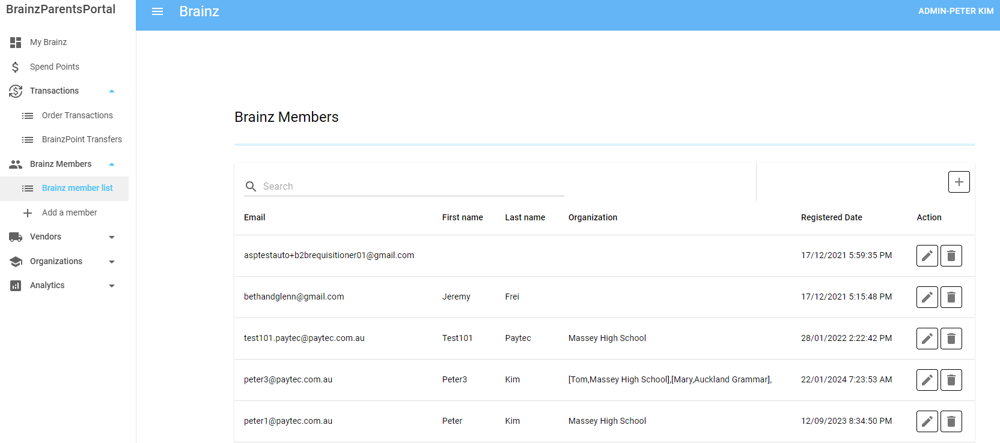 BrainzParentsPortal
Brainz
ADMIN-PETER KIM
My Brainz
Spend Points
Transactions
Order Transactions
BrainzPoint Transfers
Brainz Members
Brainz member list
Add a member
Vendors
Organizations
Analytics
Brainz Members
Search
Email First name Last name Organization Registered Date Action
asptestauto+b2brequisitioner01@gmail.com 17/12/2021 5:59:35 PM
bethandglenn@gmail.com Jeremy Frei 17/12/2021 5:15:48 PM
test101.paytec@paytec.com.au Test101 Paytec Massey High School 28/01/2022 2:22:42 PM
peter3@paytec.com.au Peter3 Kim [Tom,Massey High School],[Mary,Auckland Grammar], 22/01/2024 7:23:53 AM
peter1@paytec.com.au Peter Kim Massey High School 12/09/2023 8:34:50 PM